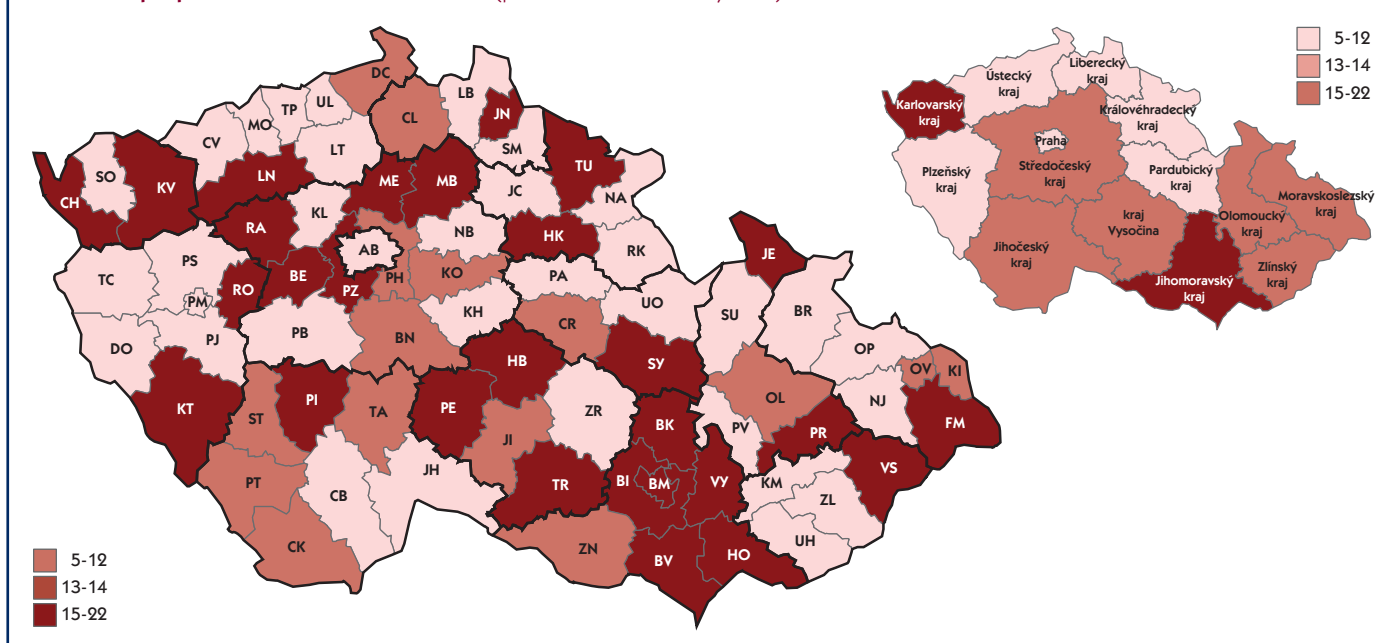 DC
LB
UL
TP
MO
CL
JN
CV
LT
SM
TU
SO
KV
LN
ME
MB
JC
NA
CH
KL
RA
NB
HK
RK
AB
PS
TC
BE
PH
KO
PA
JE
RO
PZ
PM
KH
UO
SU
BR
DO
PJ
PB
BN
CR
OP
HB
SY
OV
KI
KT
ST
PI
TA
PE
ZR
OL
NJ
JI
BK
PV
PR
FM
PT
CB
JH
TR
BI
BM
VY
KM
VS
ZL
CK
ZN
BV
HO
UH
5-12
13-14
15-22
5-12
13-14
15-22
Liberecký
kraj
Ústecký
kraj
Karlovarský
kraj
Královéhradecký
kraj
Praha
Středočeský
kraj
Plzeňský
kraj
Pardubický
kraj
Moravskoslezský
kraj
kraj
Vysočina
Olomoucký
kraj
Jihočeský
kraj
Zlínský
kraj
Jihomoravský
kraj